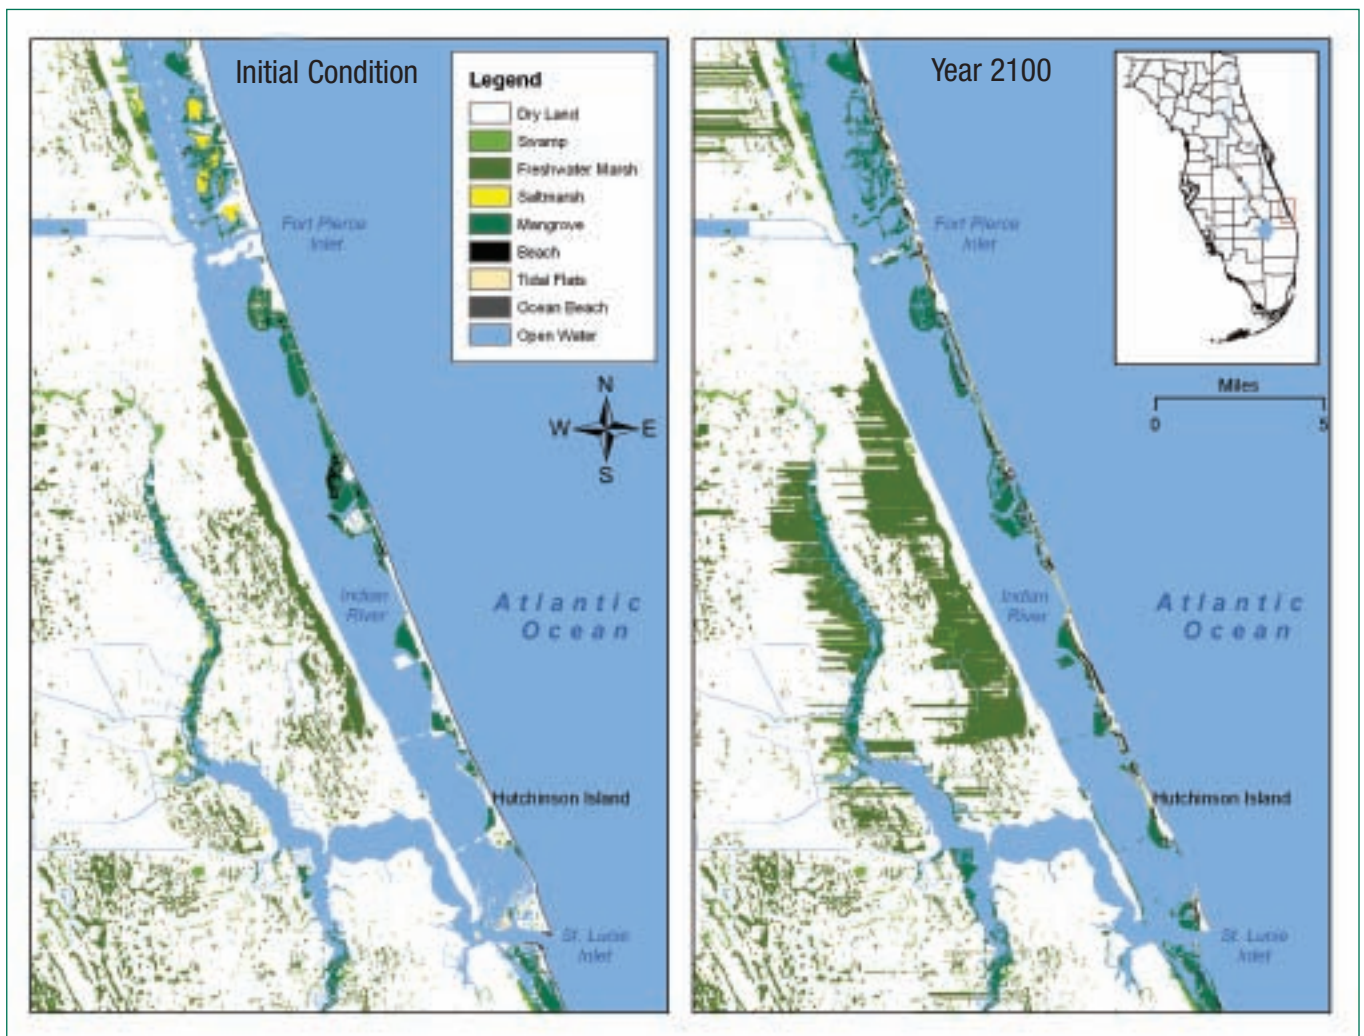 Initial Condition
Legend
Dry Land
Swamp
Freshwater Marsh
Saltmarsh
Mangrove
Beach
Tidal Flats
Ocean Beach
Open Water
N
W E
S
Fort Pierce
Inlet
Indian
River
Atlantic
Ocean
Hutchinson Island
St. Lucie
Inlet
Year 2100
Miles
0 5
Fort Pierce
Inlet
Indian
River
Atlantic
Ocean
Hutchinson Island
St. Lucie
Inlet